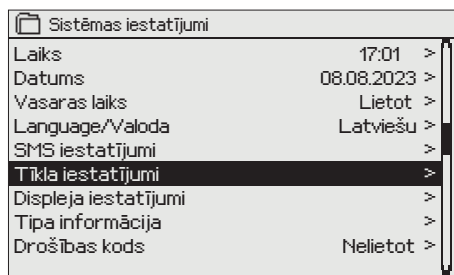 Sistēmas iestatījumi
Laiks 17:01 >
Datums 08.08.2023 >
Vasaras laiks Lietot >
Language/Valoda Latviešu >
SMS iestatījumi >
Tīkla iestatījumi >
Displeja iestatījumi >
Tipa informācija >
Drošības kods Nelietot >